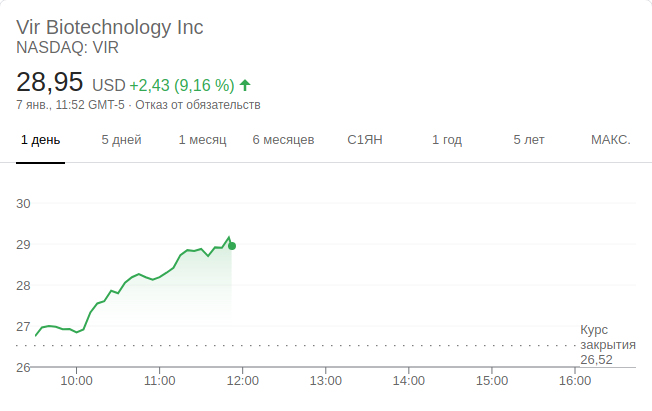 Vir Biotechnology Inc
NASDAQ: VIR
28,95 USD +2,43 (9,16 %)
7 янв., 11:52 GMT-5 · Отказ от обязательств
1 день 5 дней 1 месяц 6 месяцев С1ЯН 1 год 5 лет МАКС.
30
29
28
27
26
Курс
закрытия
26,52
10:00 11:00 12:00 13:00 14:00 15:00 16:00